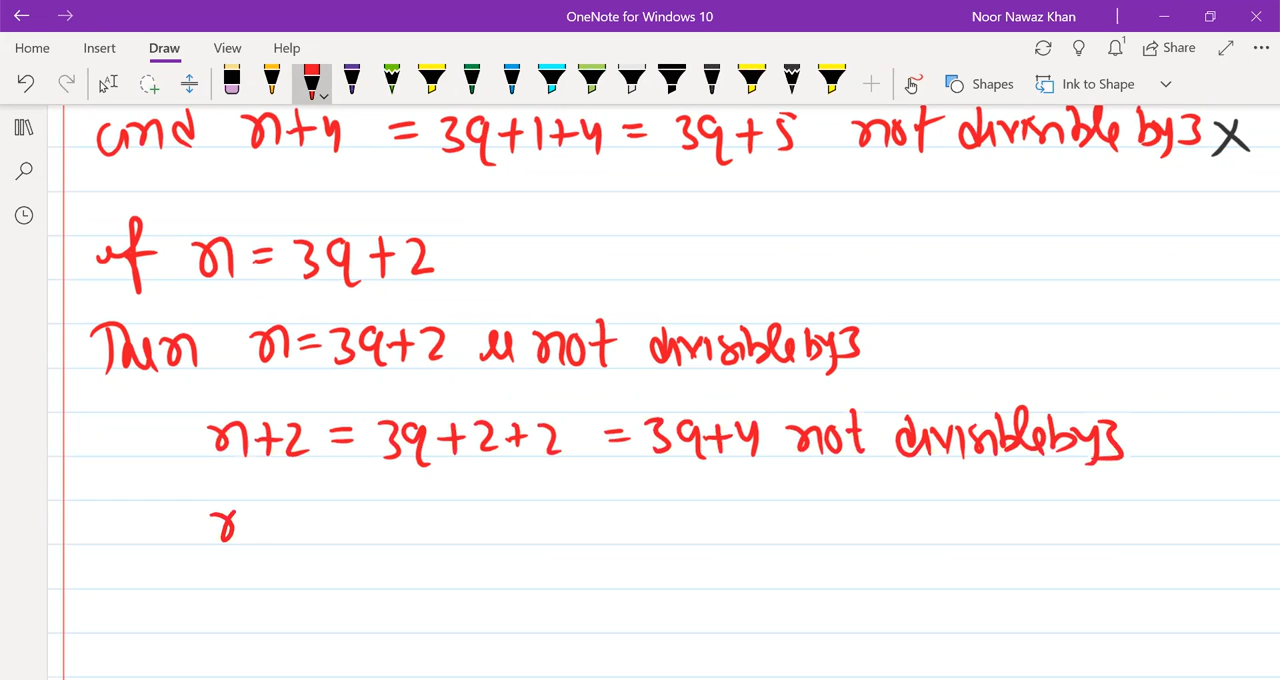 OneNote for Windows 10
Noor Nawaz Khan
Home Insert Draw View Help
1
Share
Shapes
Ink to Shape
and n+4 = 3q+1+4 = 3q+5 not divisible by 3 X
if n = 3q+2
Then n=3q+2 is not divisible by 3
n+2 = 3q+2+2 = 3q+4 not divisible by 3